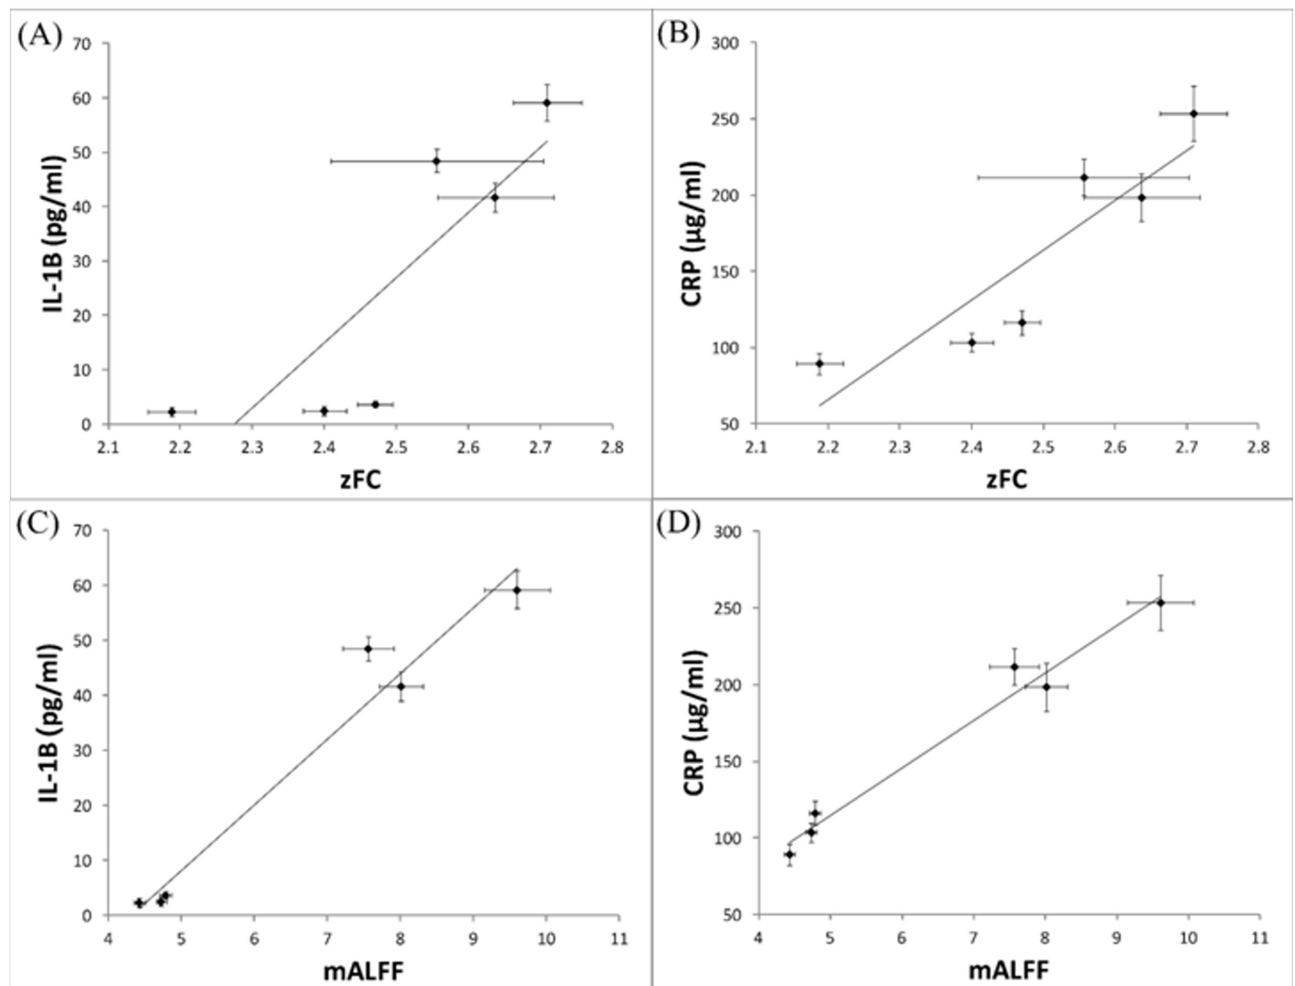 (A)
70
60
50
40
30
20
10
0
IL-1B (pg/ml)
2.1 2.2 2.3 2.4 2.5 2.6 2.7 2.8
zFC
(B)
300
250
200
150
100
50
CRP (µg/ml)
2.1 2.2 2.3 2.4 2.5 2.6 2.7 2.8
zFC
(C)
70
60
50
40
30
20
10
0
IL-1B (pg/ml)
4 5 6 7 8 9 10 11
mALFF
(D)
300
250
200
150
100
50
CRP (µg/ml)
4 5 6 7 8 9 10 11
mALFF